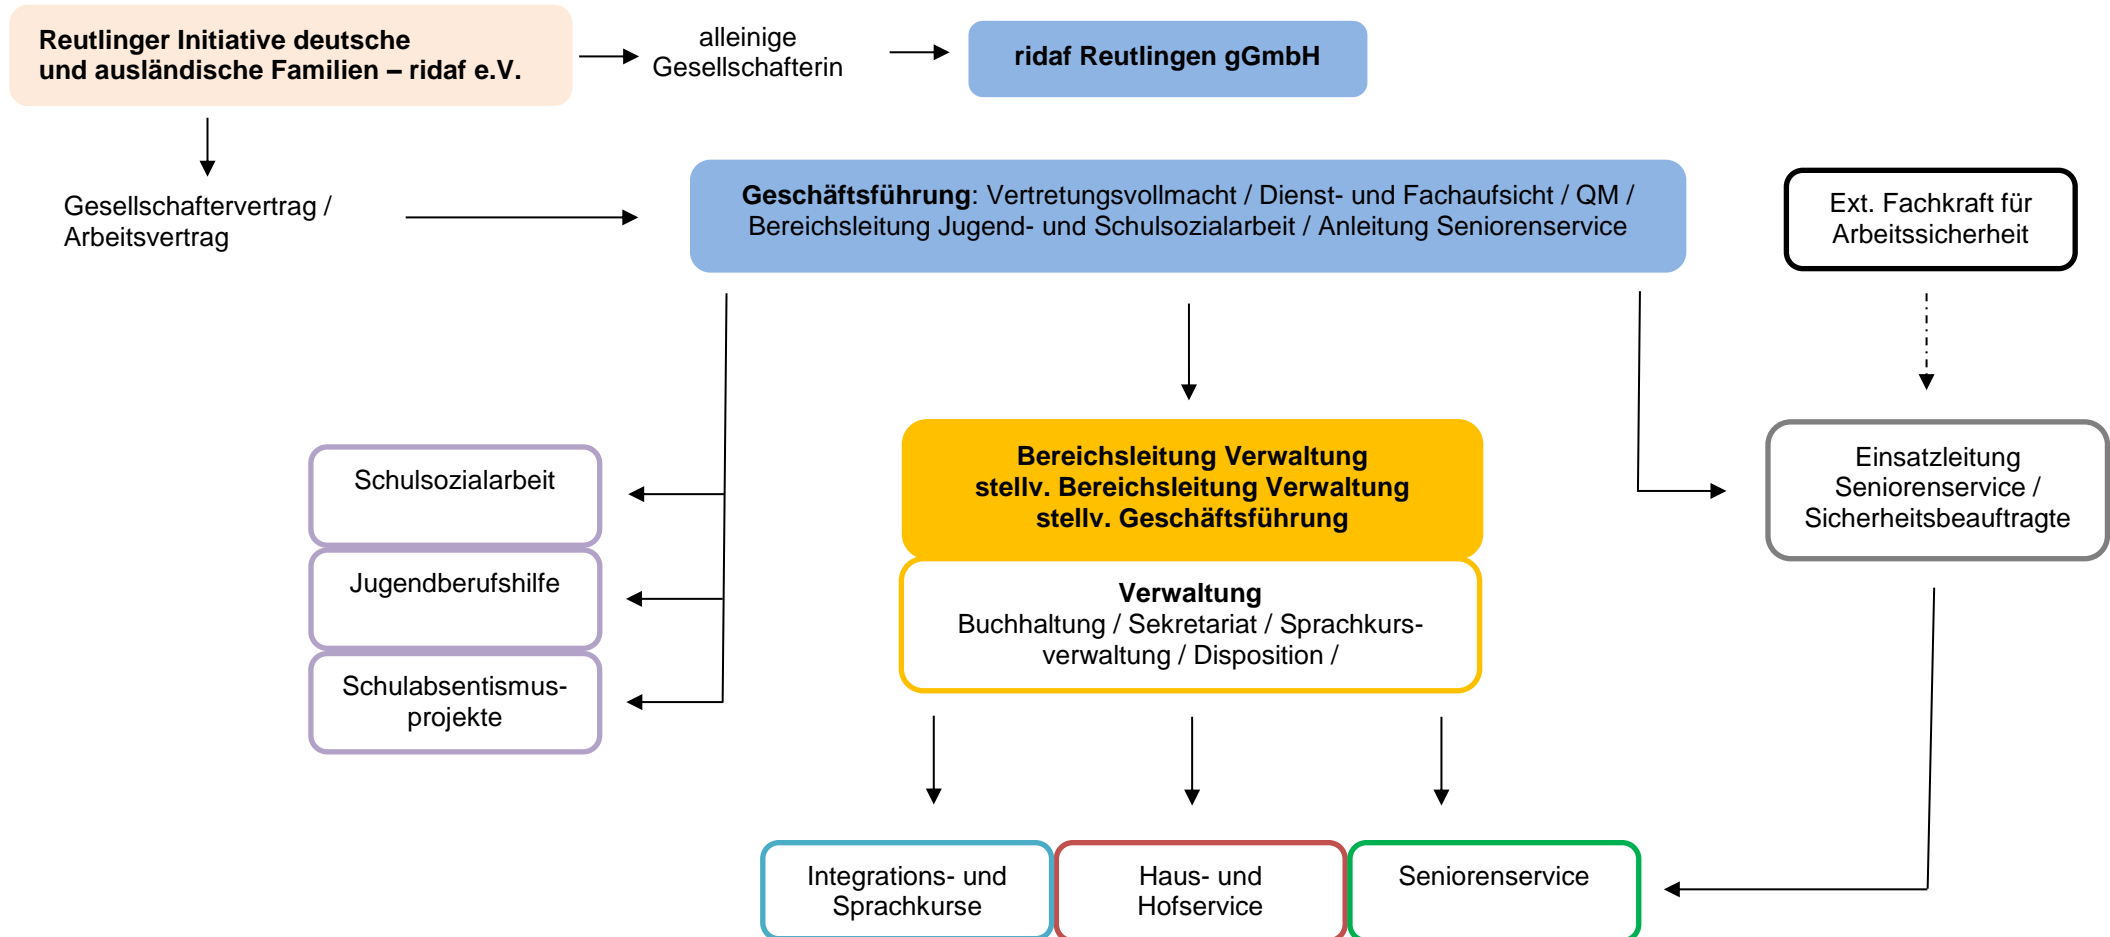 Reutlinger Initiative deutsche
und ausländische Familien – ridaf e.V.
alleinige
Gesellschafterin
ridaf Reutlingen gGmbH
Gesellschaftervertrag /
Arbeitsvertrag
Geschäftsführung: Vertretungsvollmacht / Dienst- und Fachaufsicht / QM /
Bereichsleitung Jugend- und Schulsozialarbeit / Anleitung Seniorenservice
Ext. Fachkraft für
Arbeitssicherheit
Schulsozialarbeit
Jugendberufshilfe
Schulabsentismus-
projekte
Bereichsleitung Verwaltung
stellv. Bereichsleitung Verwaltung
stellv. Geschäftsführung
Verwaltung
Buchhaltung / Sekretariat / Sprachkurs-
verwaltung / Disposition /
Einsatzleitung
Seniorenservice /
Sicherheitsbeauftragte
Integrations- und
Sprachkurse
Haus- und
Hofservice
Seniorenservice